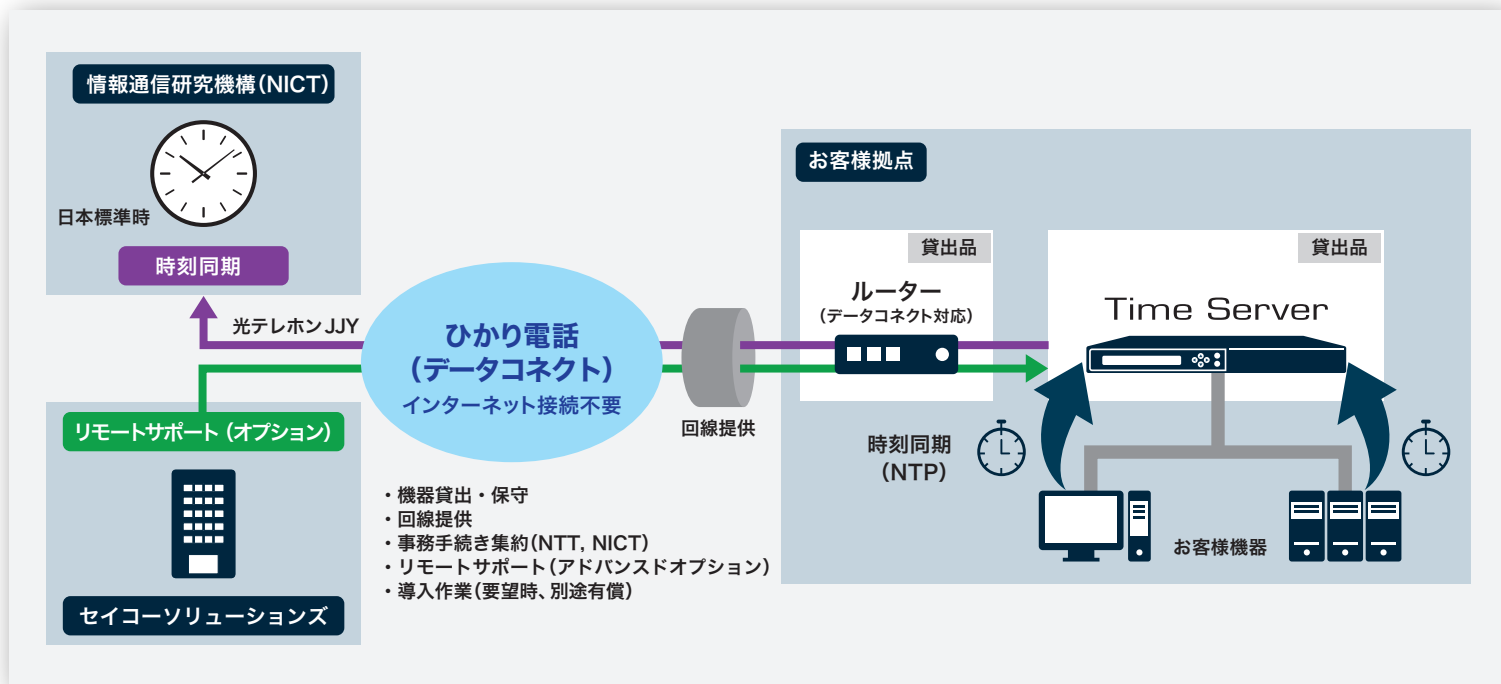 情報通信研究機構(NICT)
日本標準時
時刻同期
光テレホンJJY
リモートサポート(オプション)
セイコーソリューションズ
ひかり電話
(データコネクト)
インターネット接続不要
・機器貸出・保守
・回線提供
・事務手続き集約(NTT, NICT)
・リモートサポート(アドバンスドオプション)
・導入作業(要望時、別途有償)
回線提供
お客様拠点
貸出品
ルーター
(データコネクト対応)
貸出品
Time Server
時刻同期
(NTP)
お客様機器